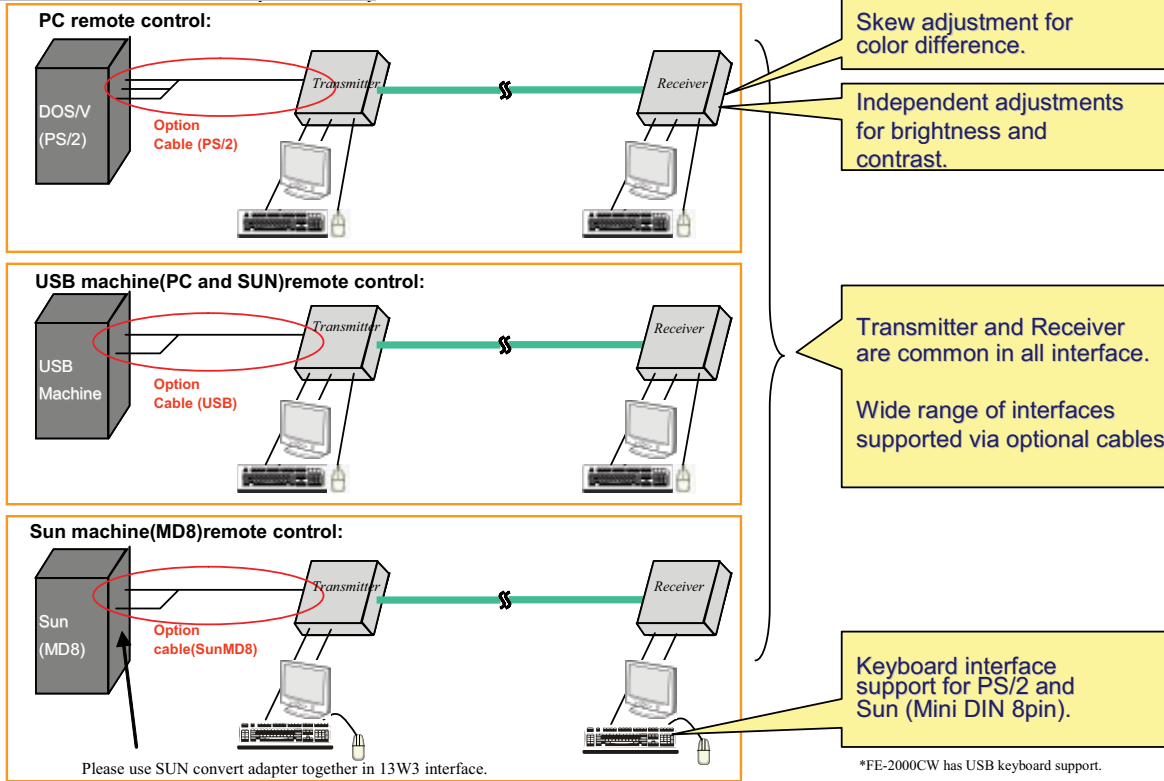 PC remote control:
DOS/V
(PS/2)
Option
Cable (PS/2)
Transmitter
Receiver
Skew adjustment for
color difference.
Independent adjustments
for brightness and
contrast.
USB machine(PC and SUN)remote control:
USB
Machine
Option
Cable (USB)
Transmitter
Receiver
Transmitter and Receiver
are common in all interface.
Wide range of interfaces
supported via optional cables
Sun machine(MD8)remote control:
Sun
(MD8)
Option
cable(SunMD8)
Transmitter
Receiver
Keyboard interface
support for PS/2 and
Sun (Mini DIN 8pin).
Please use SUN convert adapter together in 13W3 interface.
*FE-2000CW has USB keyboard support.